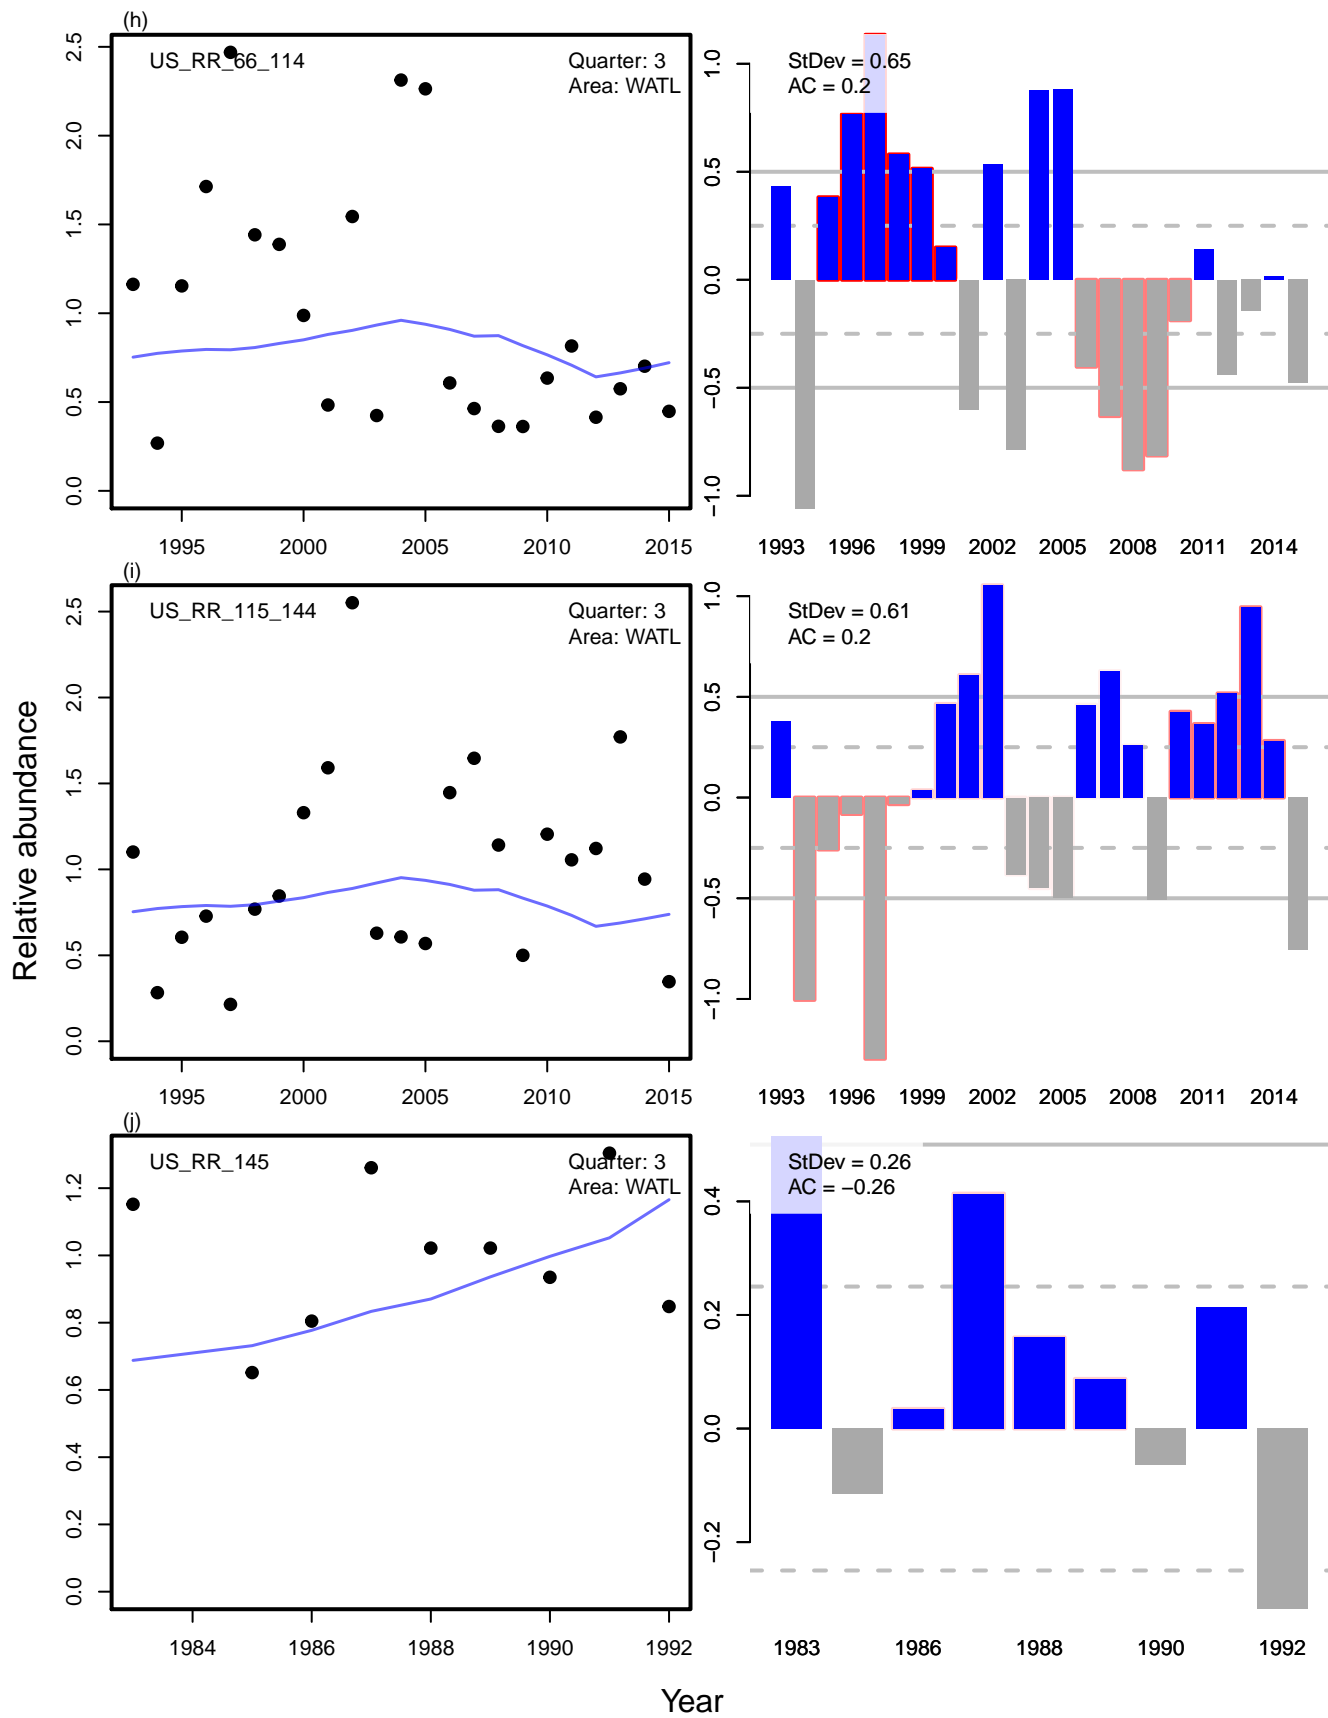 (h)
US_RR_66_114
Quarter: 3
Area: WATL
0.0 0.5 1.0 1.5 2.0 2.5
1995 2000 2005 2010 2015
StDev = 0.65
AC = 0.2
−1.0 −0.5 0.0 0.5 1.0
1993 1996 1999 2002 2005 2008 2011 2014
(i)
US_RR_115_144
Quarter: 3
Area: WATL
0.0 0.5 1.0 1.5 2.0 2.5
1995 2000 2005 2010 2015
StDev = 0.61
AC = 0.2
−1.0 −0.5 0.0 0.5 1.0
1993 1996 1999 2002 2005 2008 2011 2014
(j)
US_RR_145
Quarter: 3
Area: WATL
0.0 0.2 0.4 0.6 0.8 1.0 1.2
1984 1986 1988 1990 1992
StDev = 0.26
AC = −0.26
−0.2 0.0 0.2 0.4
1983 1986 1988 1990 1992
Relative abundance
Year